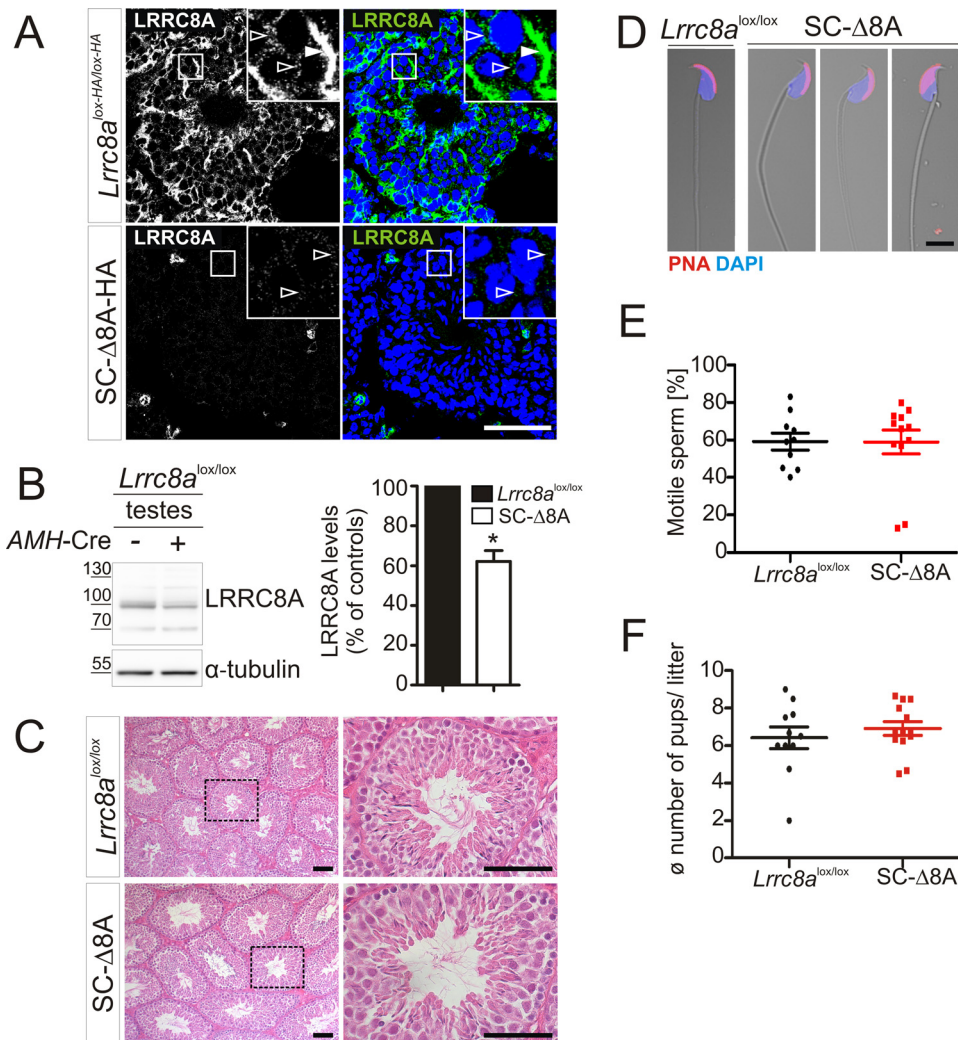 A
LRRC8A
LRRC8A
Lrrc8a lox-HA/lox-HA
LRRC8A
LRRC8A
SC-Δ8A-HA
B
Lrrc8a lox/lox
testes
AMH-Cre - +
130
100
70
55
LRRC8A
α-tubulin
LRRC8A levels
(% of controls)
100
80
60
40
20
0
*
Lrrc8a lox/lox
SC-Δ8A
C
Lrrc8a lox/lox
SC-Δ8A
D
Lrrc8a lox/lox SC-Δ8A
PNA DAPI
E
Motile sperm [%]
100
80
60
40
20
0
Lrrc8a lox/lox SC-Δ8A
F
ø number of pups/ litter
10
8
6
4
2
0
Lrrc8a lox/lox SC-Δ8A